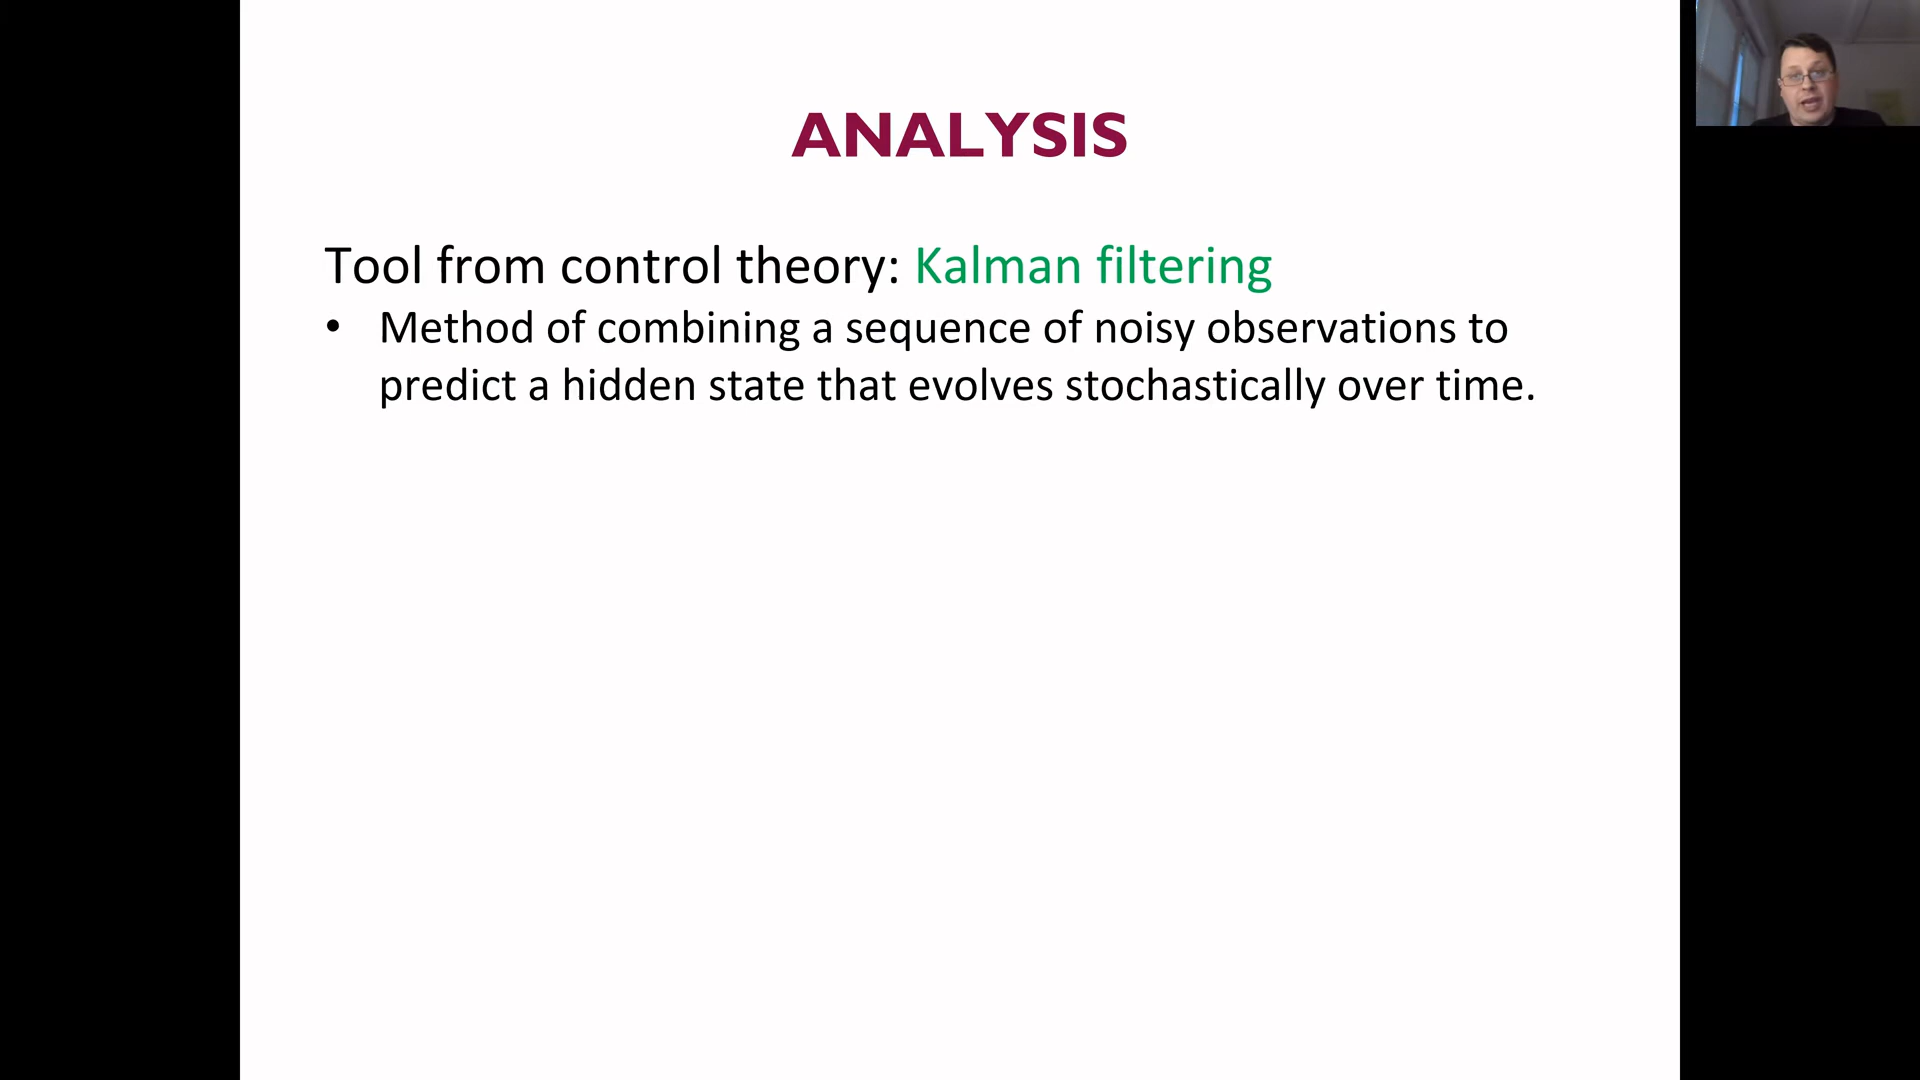 ANALYSIS
Tool from control theory: Kalman filtering
• Method of combining a sequence of noisy observations to
predict a hidden state that evolves stochastically over time.